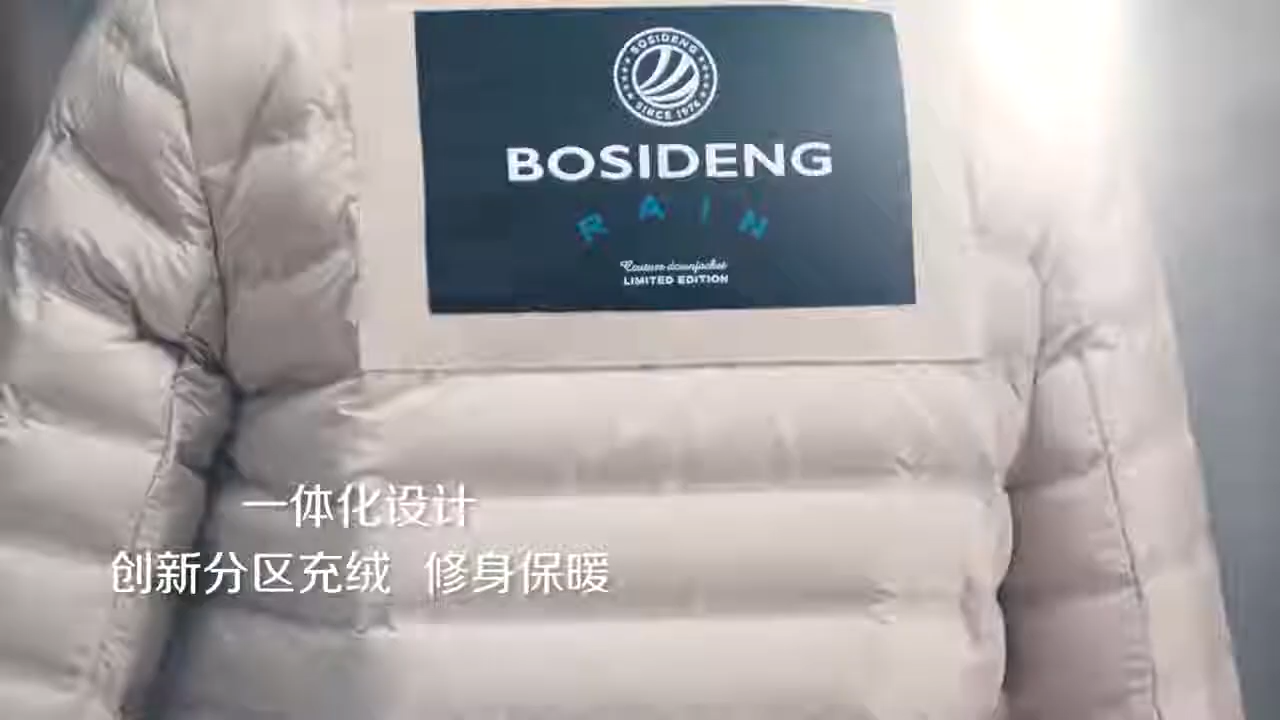 BOSIDENG
SINCE 1976
BOSIDENG
RAIN
Couture downjacket
LIMITED EDITION
一体化设计
创新分区充绒 修身保暖